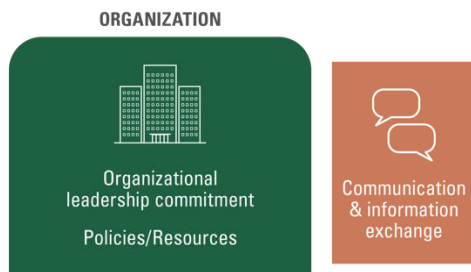 ORGANIZATION
Organizational
leadership commitment
Policies/Resources
Communication
& information
exchange